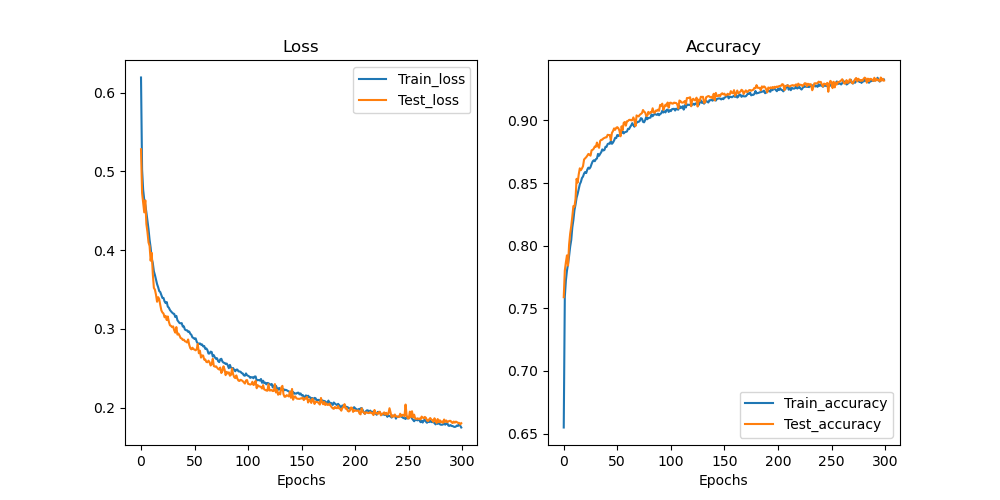 Loss
Train_loss
Test_loss
0.6
0.5
0.4
0.3
0.2
0 50 100 150 200 250 300
Epochs
Accuracy
0.90
0.85
0.80
0.75
0.70
0.65
Train_accuracy
Test_accuracy
0 50 100 150 200 250 300
Epochs